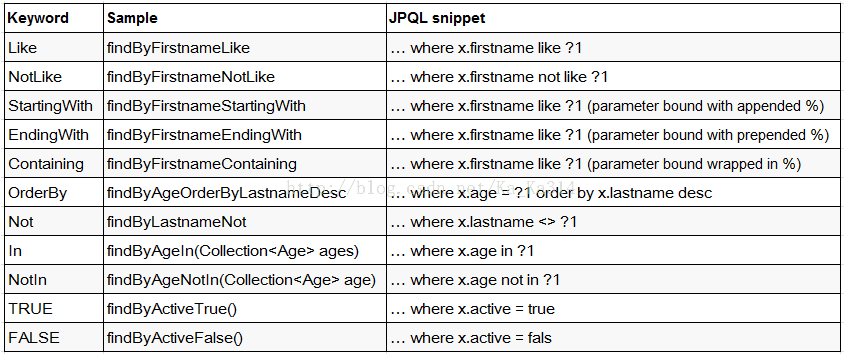 Keyword Sample JPQL snippet
Like findByFirstnameLike … where x.firstname like ?1
NotLike findByFirstnameNotLike … where x.firstname not like ?1
StartingWith findByFirstnameStartingWith … where x.firstname like ?1 (parameter bound with appended %)
EndingWith findByFirstnameEndingWith … where x.firstname like ?1 (parameter bound with prepended %)
Containing findByFirstnameContaining … where x.firstname like ?1 (parameter bound wrapped in %)
OrderBy findByAgeOrderByLastnameDesc … where x.age = ?1 order by x.lastname desc
Not findByLastnameNot … where x.lastname <> ?1
In findByAgeIn(Collection<Age> ages) … where x.age in ?1
NotIn findByAgeNotIn(Collection<Age> age) … where x.age not in ?1
TRUE findByActiveTrue() … where x.active = true
FALSE findByActiveFalse() … where x.active = fals